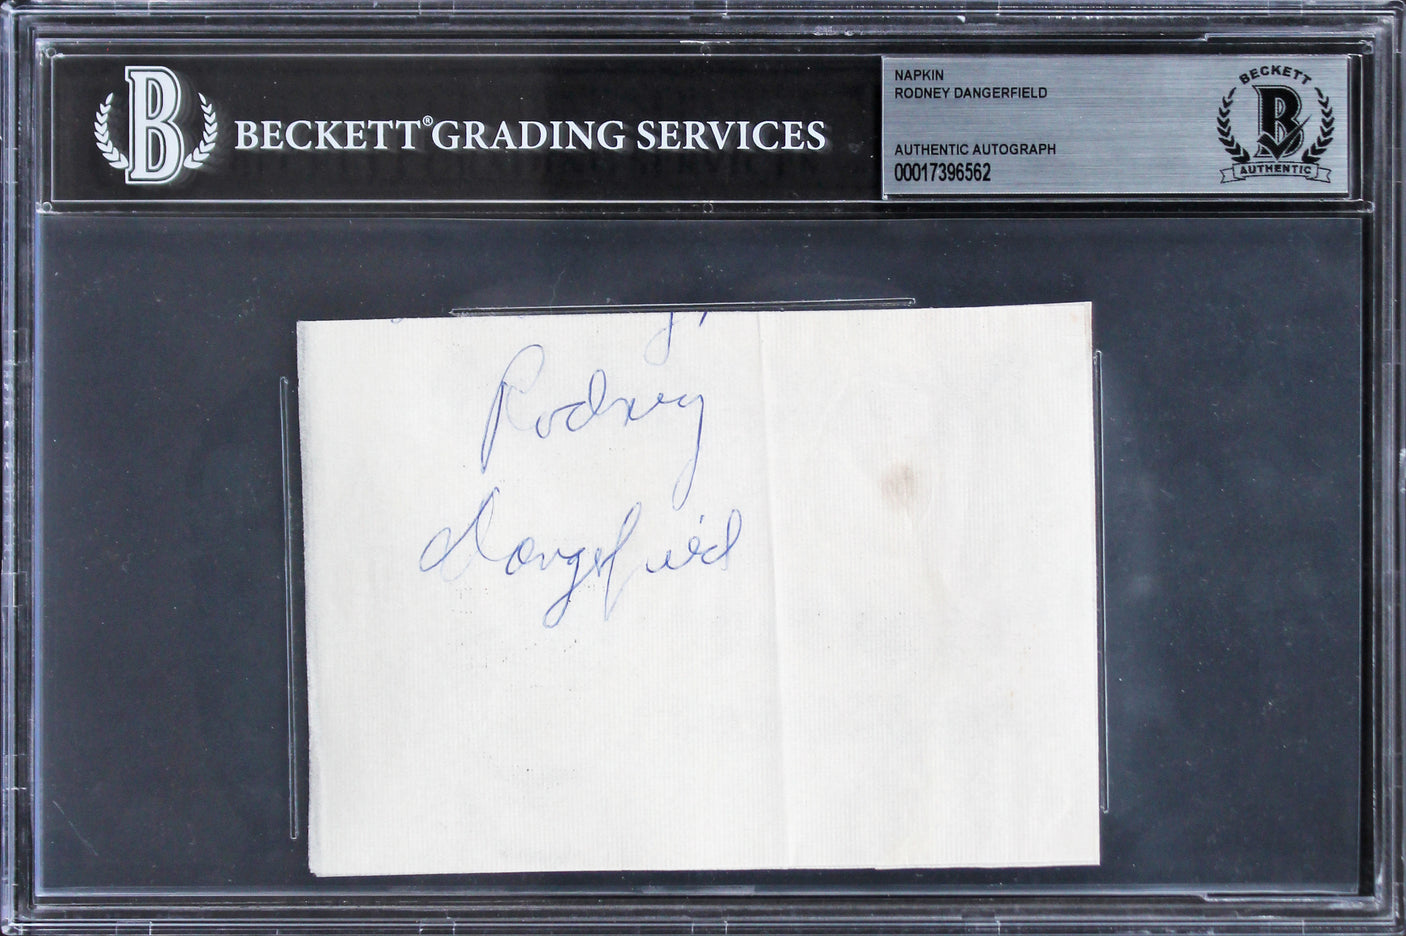 B BECKETT® GRADING SERVICES
NAPKIN
RODNEY DANGERFIELD
AUTHENTIC AUTOGRAPH
00017396562
BECKETT
B
AUTHENTIC
Rodney
Dangerfield